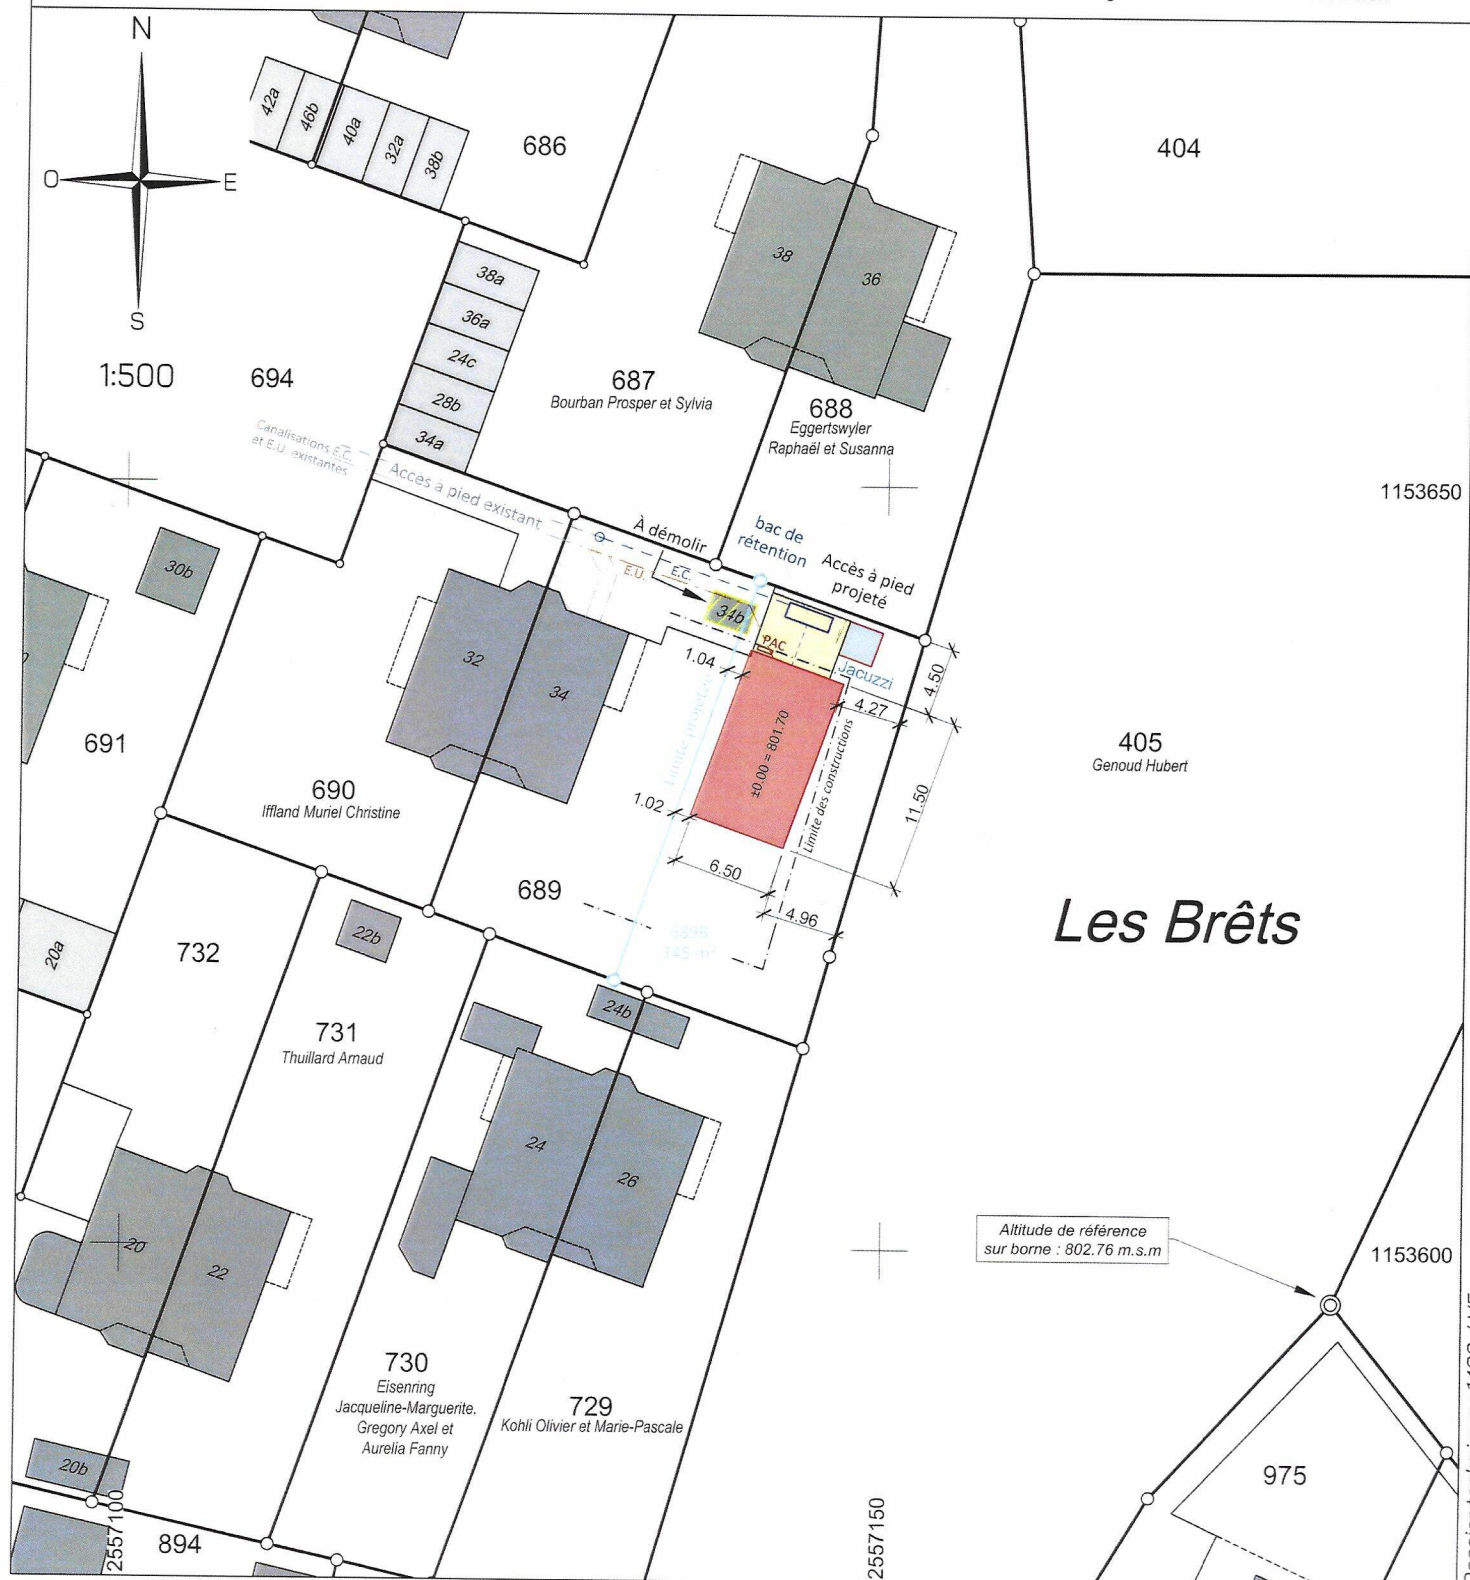 N
O
E
S
1:500
42a
46b
40a
32a
38b
686
404
38
36
38a
36a
24c
28b
34a
694
687
Bourban Prosper et Sylvia
688
Eggertswyler
Raphaël et Susanna
Canalisations E.C.
et E.U. existantes
Accès à pied existant
À démolir
bac de
rétention
Accès à pied
projeté
1153650
30b
E.U.
E.C.
34b
PAC
Jacuzzi
4.50
32
34
1.04
4.27
Limite projetée
±0.00 = 801.70
Limite des constructions
11.50
691
690
Iffland Muriel Christine
1.02
6.50
4.96
405
Genoud Hubert
689
689B
345 m²
Les Brêts
20a
732
22b
731
Thuillard Arnaud
24b
24
26
Altitude de référence
sur borne : 802.76 m.s.m
1153600
20
22
730
Eisenring
Jacqueline-Marguerite.
Gregory Axel et
Aurelia Fanny
729
Kohli Olivier et Marie-Pascale
20b
975
2557100
894
2557150